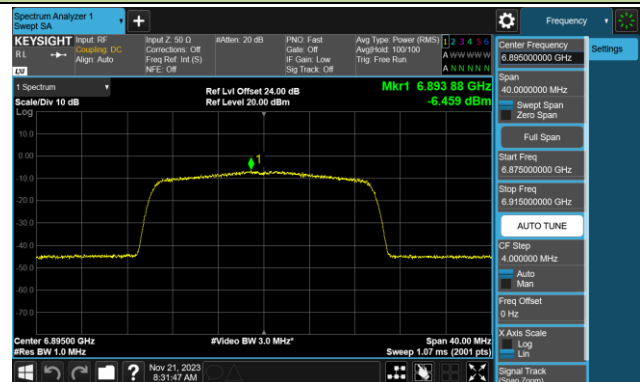 Spectrum Analyzer 1
Swept SA
Frequency
KEYSIGHT
RL
LXI
Input: RF
Coupling: DC
Align: Auto
Input Z: 50 Ω
Corrections: Off
Freq Ref: Int (S)
NFE: Off
#Atten: 20 dB
PNO: Fast
Gate: Off
IF Gain: Low
Sig Track: Off
Avg Type: Power (RMS)
Avg|Hold: 100/100
Trig: Free Run
1 2 3 4 5 6
A W W W W W
A N N N N N
1 Spectrum
Scale/Div 10 dB
Log
Ref Lvl Offset 24.00 dB
Ref Level 20.00 dBm
Mkr1 6.893 88 GHz
-6.459 dBm
10.0
0.00
-10.0
-20.0
-30.0
-40.0
-50.0
-60.0
-70.0
1
Center 6.89500 GHz
#Res BW 1.0 MHz
#Video BW 3.0 MHz*
Span 40.00 MHz
Sweep 1.07 ms (2001 pts)
Center Frequency
6.895000000 GHz
Settings
Span
40.0000000 MHz
Swept Span
Zero Span
Full Span
Start Freq
6.875000000 GHz
Stop Freq
6.915000000 GHz
AUTO TUNE
CF Step
4.000000 MHz
Auto
Man
Freq Offset
0 Hz
X Axis Scale
Log
Lin
Signal Track
(Span Zoom)
Nov 21, 2023
8:31:47 AM